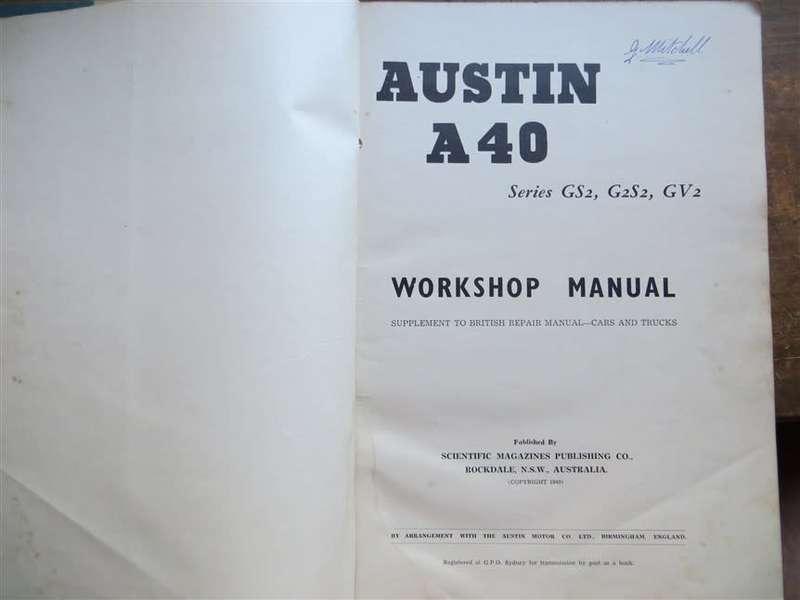 G Mitchell
AUSTIN
A40
Series GS2, G2S2, GV2
WORKSHOP MANUAL
SUPPLEMENT TO BRITISH REPAIR MANUAL—CARS AND TRUCKS
Published By
SCIENTIFIC MAGAZINES PUBLISHING CO.,
ROCKDALE, N.S.W., AUSTRALIA.
(COPYRIGHT 1949)
BY ARRANGEMENT WITH THE AUSTIN MOTOR CO. LTD., BIRMINGHAM, ENGLAND.
Registered at G.P.O. Sydney for transmission by post as a book.